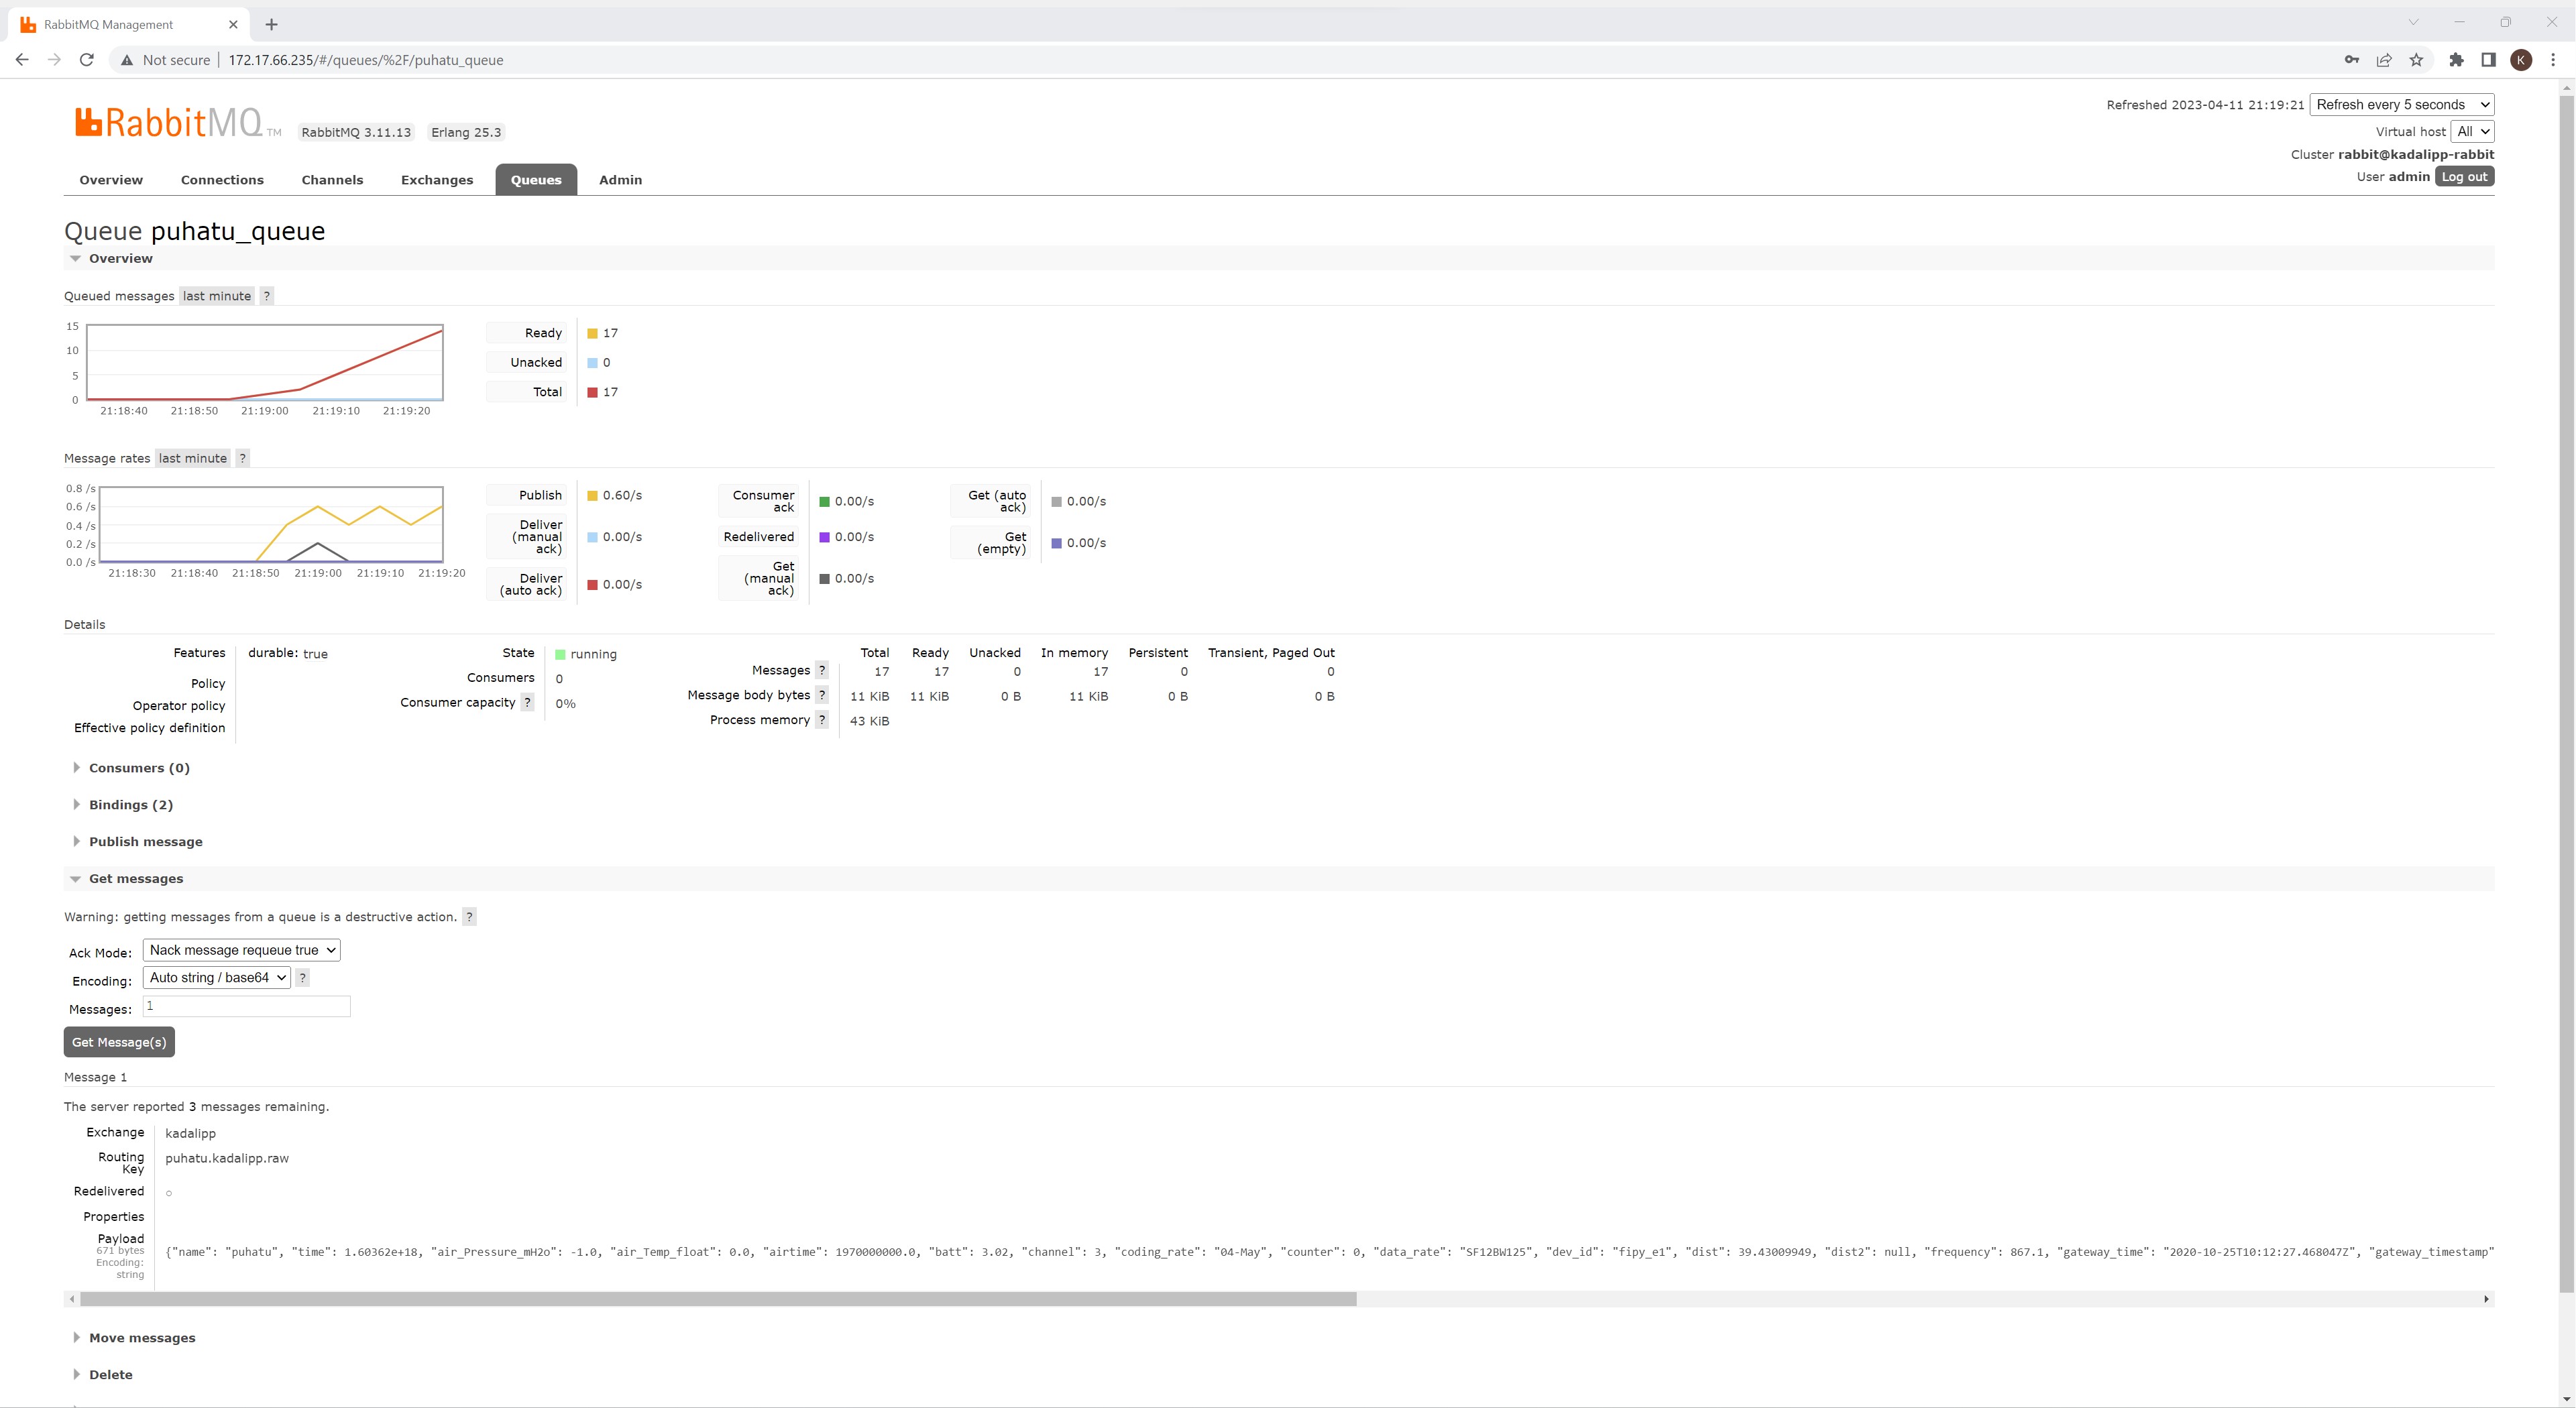 RabbitMQ Management
Not secure 172.17.66.235/#/queues/%2F/puhatu_queue
K
RabbitMQ TM RabbitMQ 3.11.13 Erlang 25.3
Refreshed 2023-04-11 21:19:21 Refresh every 5 seconds
Virtual host All
Cluster rabbit@kadalipp-rabbit
User admin Log out
Overview Connections Channels Exchanges Queues Admin
Queue puhatu_queue
Overview
Queued messages last minute ?
15
10
5
0
21:18:40 21:18:50 21:19:00 21:19:10 21:19:20
Ready 17
Unacked 0
Total 17
Message rates last minute ?
0.8 /s
0.6 /s
0.4 /s
0.2 /s
0.0 /s
21:18:30 21:18:40 21:18:50 21:19:00 21:19:10 21:19:20
Publish 0.60/s
Deliver (manual ack) 0.00/s
Deliver (auto ack) 0.00/s
Consumer ack 0.00/s
Redelivered 0.00/s
Get (manual ack) 0.00/s
Get (auto ack) 0.00/s
Get (empty) 0.00/s
Details
Features durable: true
Policy
Operator policy
Effective policy definition
State running
Consumers 0
Consumer capacity ? 0%
Total Ready Unacked In memory Persistent Transient, Paged Out
Messages ? 17 17 0 17 0 0
Message body bytes ? 11 KiB 11 KiB 0 B 11 KiB 0 B 0 B
Process memory ? 43 KiB
Consumers (0)
Bindings (2)
Publish message
Get messages
Warning: getting messages from a queue is a destructive action. ?
Ack Mode: Nack message requeue true
Encoding: Auto string / base64 ?
Messages: 1
Get Message(s)
Message 1
The server reported 3 messages remaining.
Exchange kadalipp
Routing Key puhatu.kadalipp.raw
Redelivered ○
Properties
Payload
671 bytes
Encoding: string
{"name": "puhatu", "time": 1.60362e+18, "air_Pressure_mH2o": -1.0, "air_Temp_float": 0.0, "airtime": 1970000000.0, "batt": 3.02, "channel": 3, "coding_rate": "04-May", "counter": 0, "data_rate": "SF12BW125", "dev_id": "fipy_e1", "dist": 39.43009949, "dist2": null, "frequency": 867.1, "gateway_time": "2020-10-25T10:12:27.468047Z", "gateway_timestamp"
Move messages
Delete